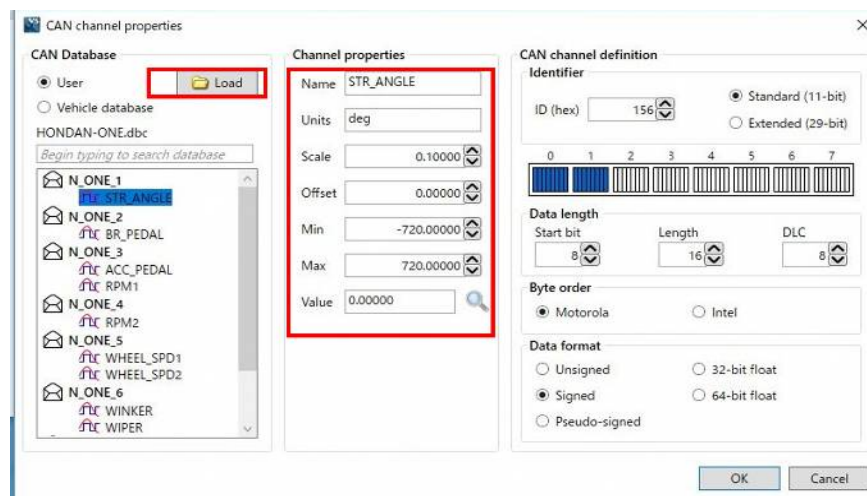 CAN channel properties
CAN Database
User
Load
Vehicle database
HONDAN-ONE.dbc
Begin typing to search database
N_ONE_1
STR_ANGLE
N_ONE_2
BR_PEDAL
N_ONE_3
ACC_PEDAL
RPM1
N_ONE_4
RPM2
N_ONE_5
WHEEL_SPD1
WHEEL_SPD2
N_ONE_6
WINKER
WIPER
Channel properties
Name STR_ANGLE
Units deg
Scale 0.10000
Offset 0.00000
Min -720.00000
Max 720.00000
Value 0.00000
CAN channel definition
Identifier
ID (hex) 156
Standard (11-bit)
Extended (29-bit)
0 1 2 3 4 5 6 7
Data length
Start bit Length DLC
8 16 8
Byte order
Motorola Intel
Data format
Unsigned 32-bit float
Signed 64-bit float
Pseudo-signed
OK Cancel